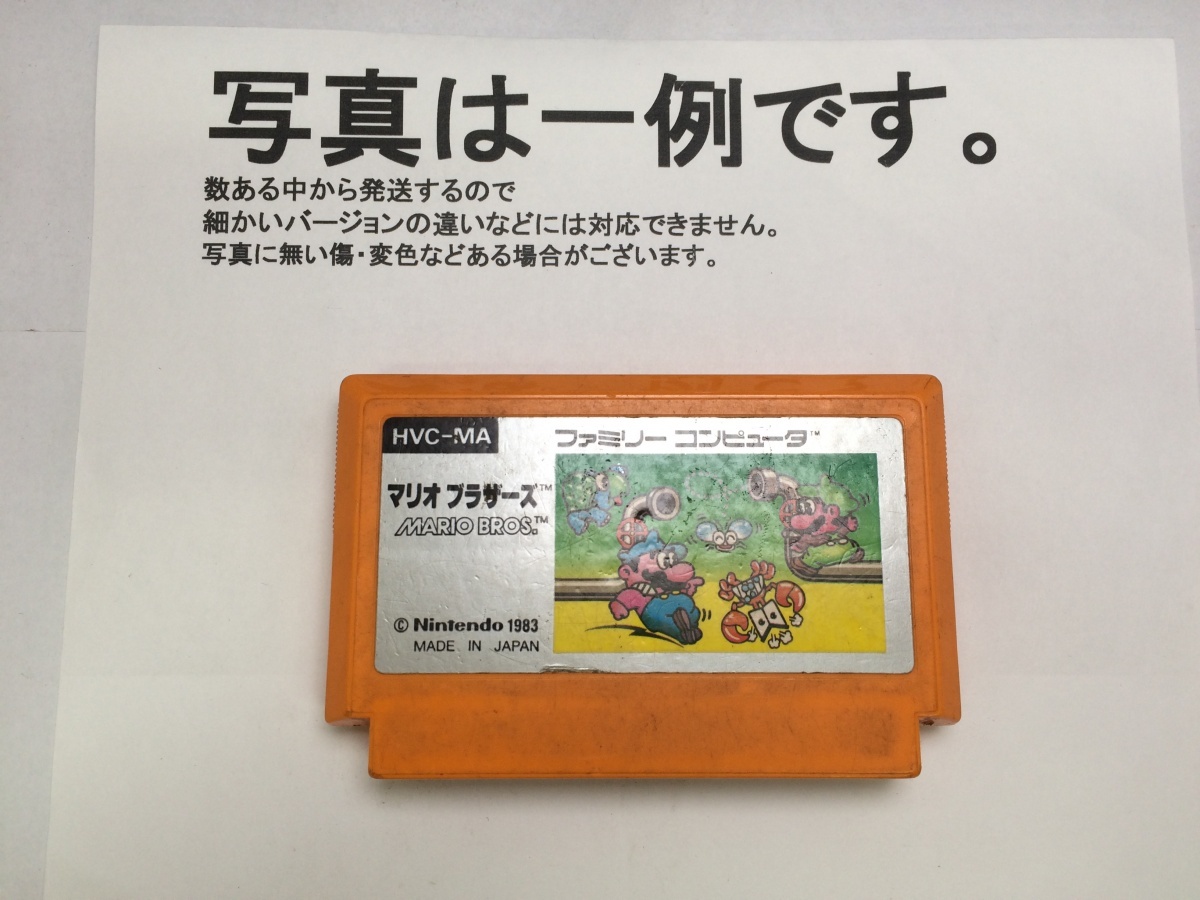 写真は一例です。
数ある中から発送するので
細かいバージョンの違いなどには対応できません。
写真に無い傷・変色などある場合がございます。
HVC-MA
ファミリー コンピュータ™
マリオ ブラザーズ™
MARIO BROS.™
© Nintendo 1983
MADE IN JAPAN